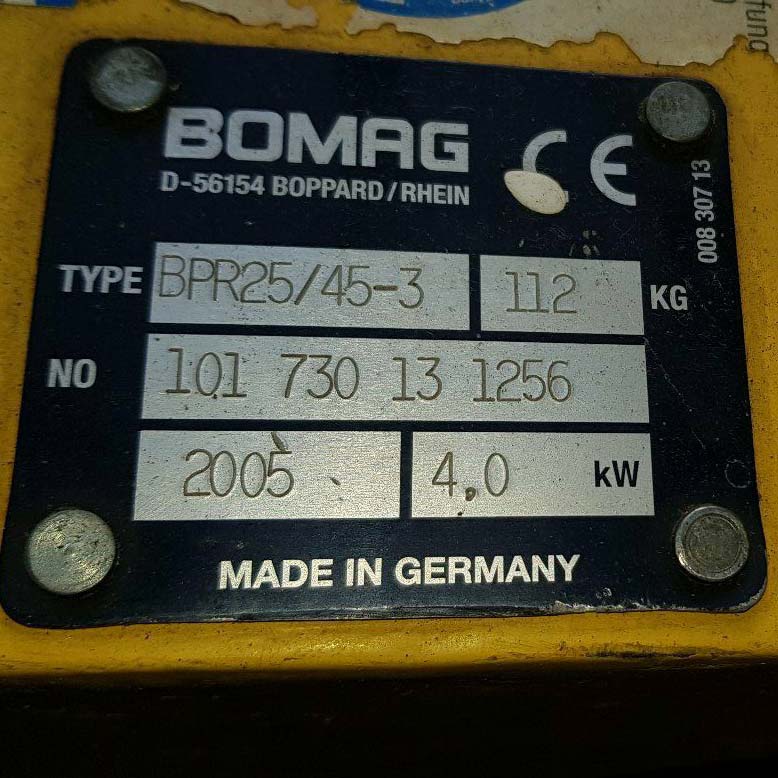 BOMAG
CE
D-56154 BOPPARD/RHEIN
008 307 13
TYPE BPR25/45-3 112 KG
NO 101 730 13 1256
2005 4,0 kW
MADE IN GERMANY